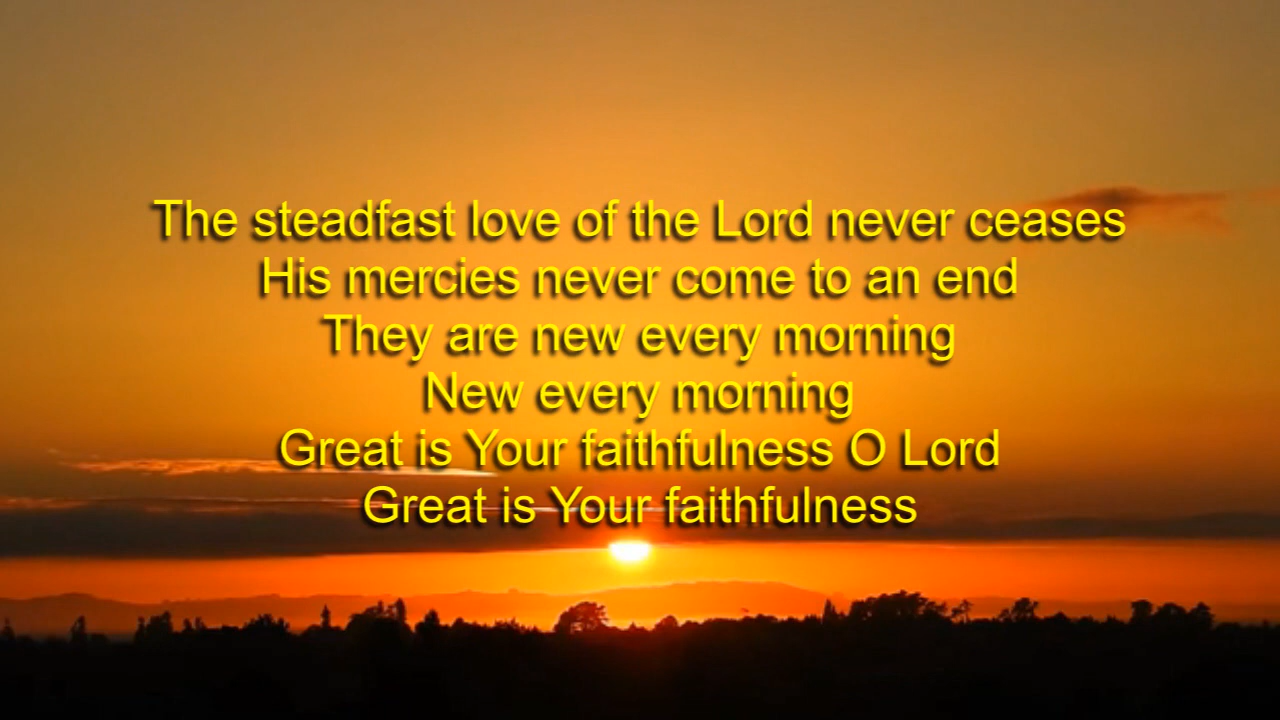 The steadfast love of the Lord never ceases
His mercies never come to an end
They are new every morning
New every morning
Great is Your faithfulness O Lord
Great is Your faithfulness